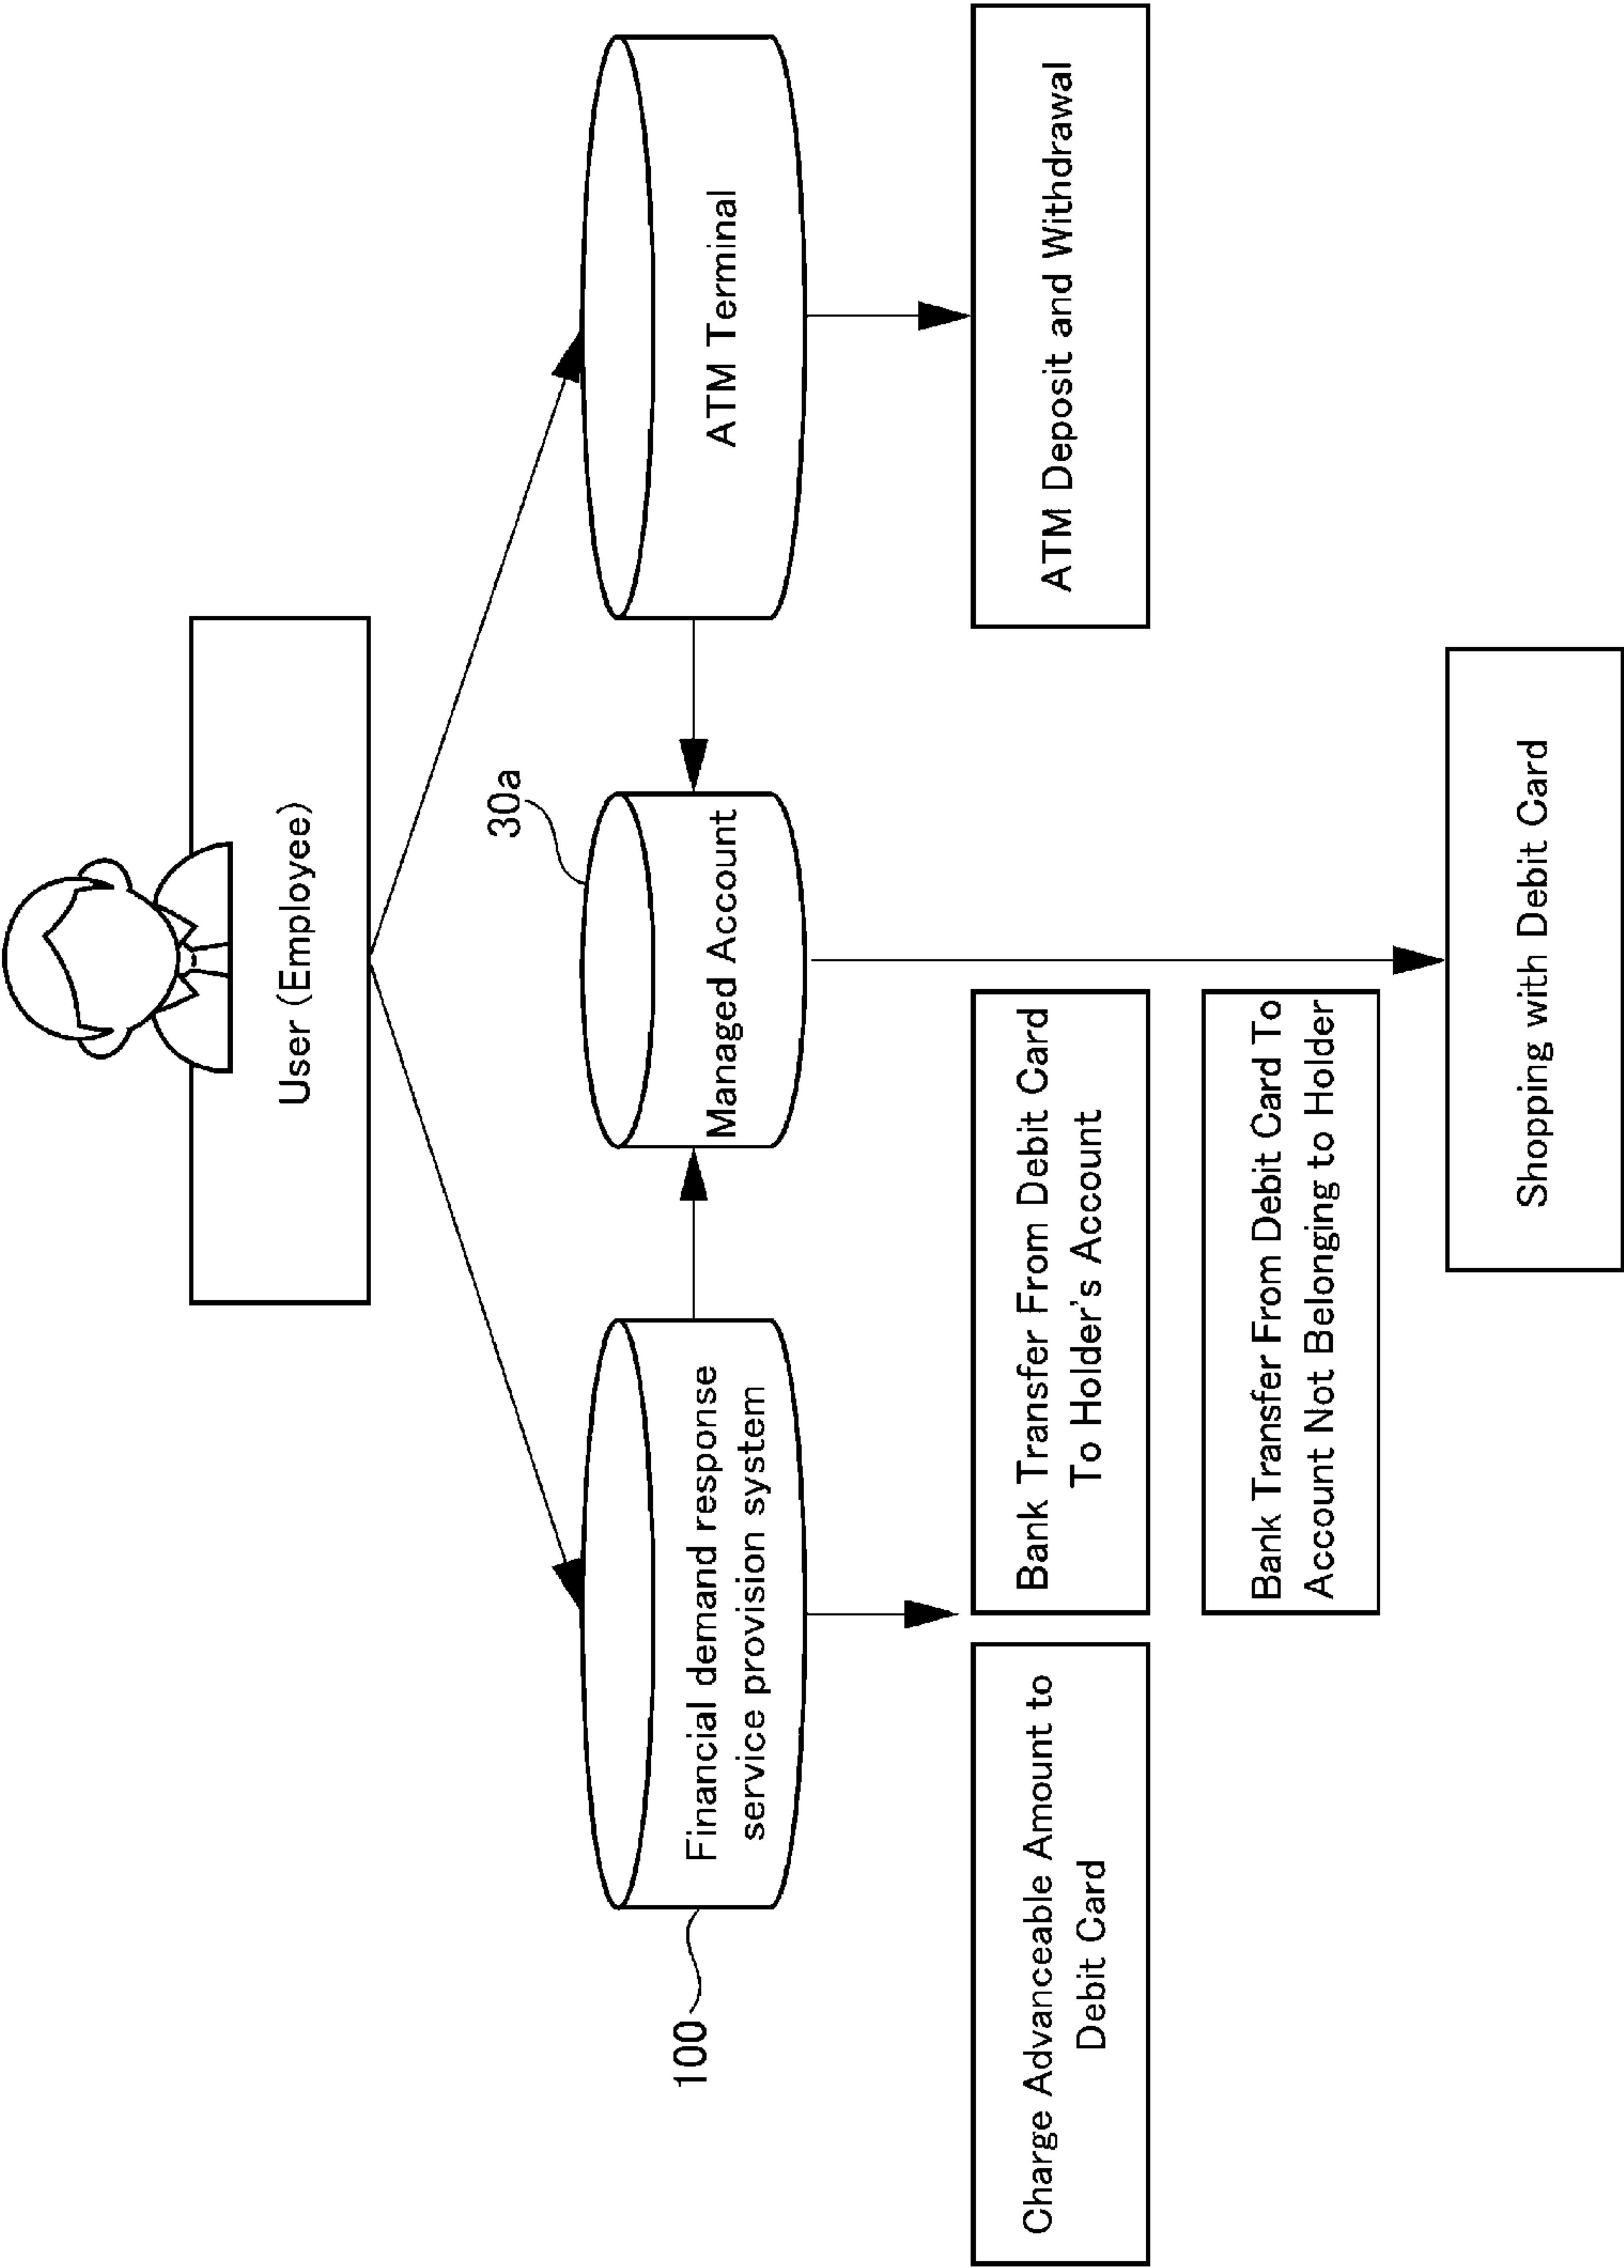 User (Employee)
30a
100
Financial demand response
service provision system
Managed Account
ATM Terminal
Charge Advanceable Amount to
Debit Card
Bank Transfer From Debit Card
To Holder's Account
Bank Transfer From Debit Card To
Account Not Belonging to Holder
ATM Deposit and Withdrawal
Shopping with Debit Card